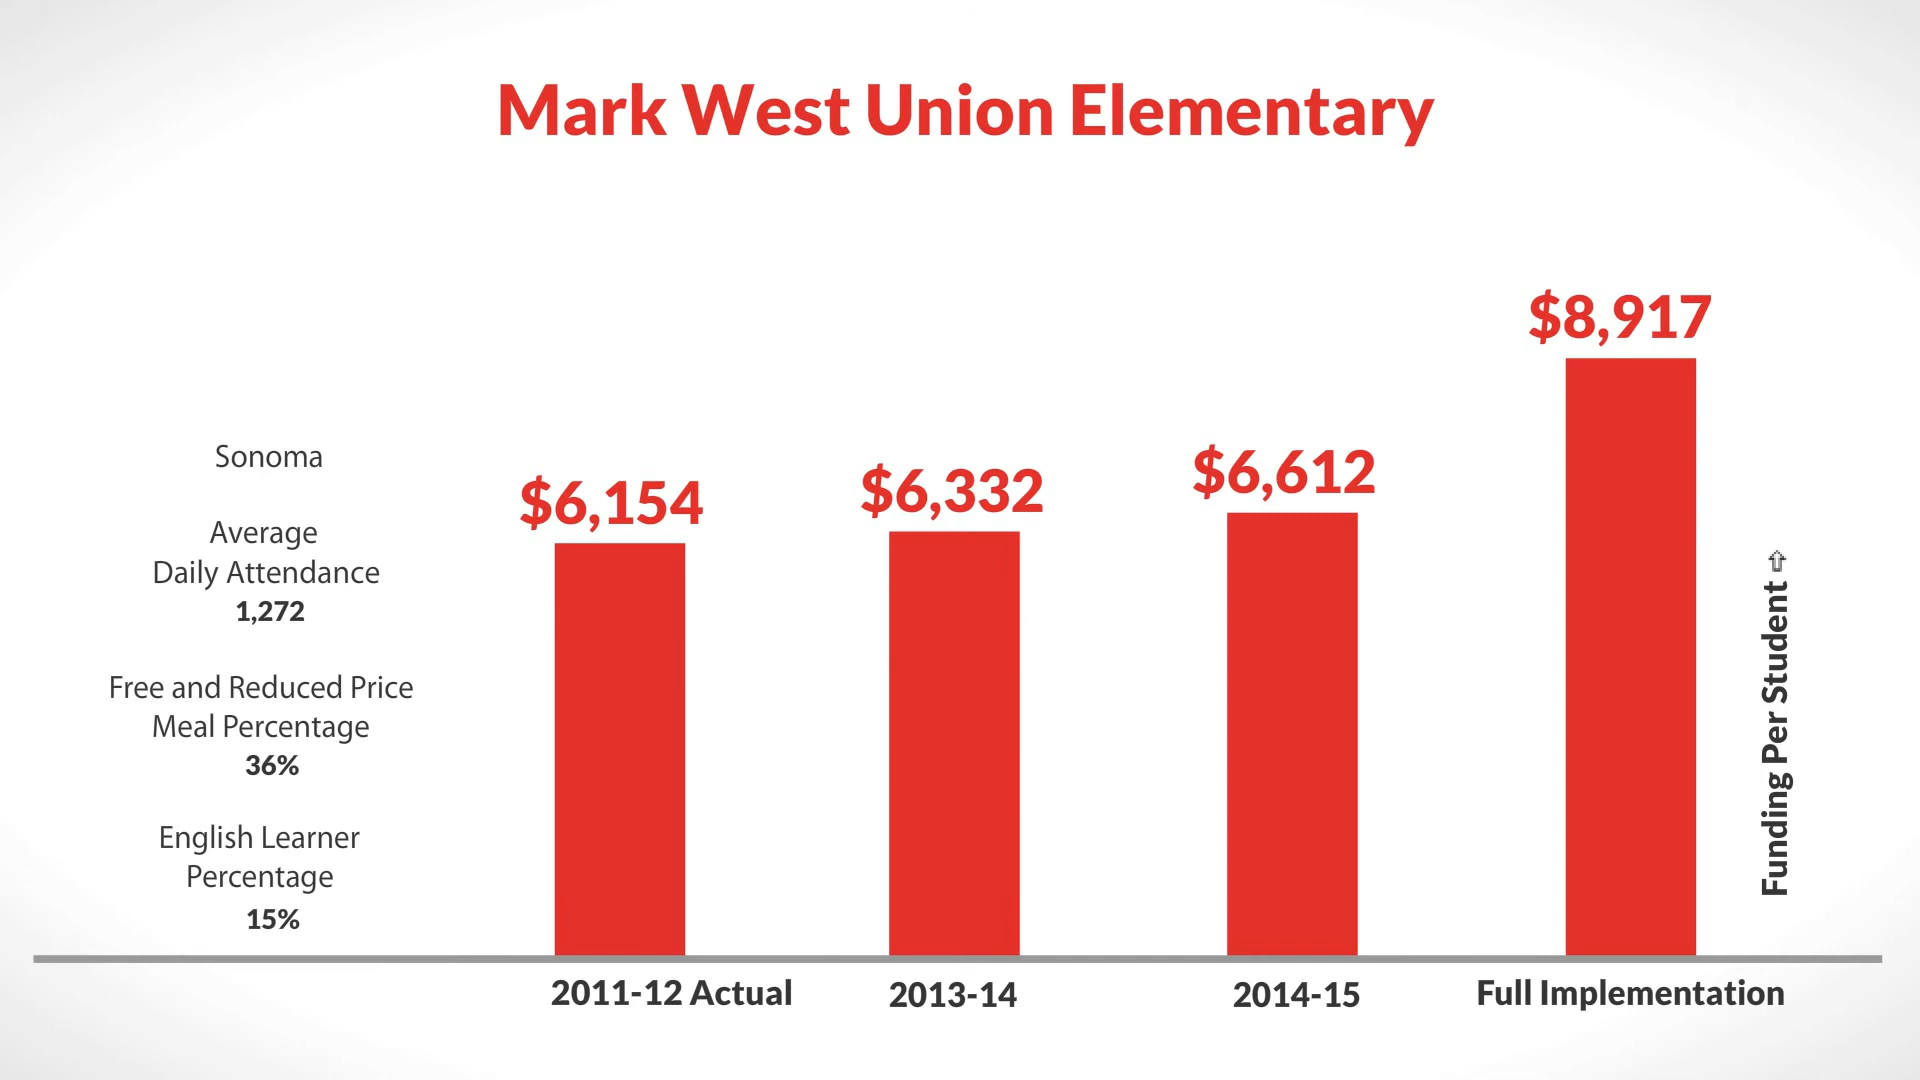 Mark West Union Elementary
Sonoma
Average
Daily Attendance
1,272
Free and Reduced Price
Meal Percentage
36%
English Learner
Percentage
15%
$6,154
$6,332
$6,612
$8,917
2011-12 Actual
2013-14
2014-15
Full Implementation
Funding Per Student ⇧